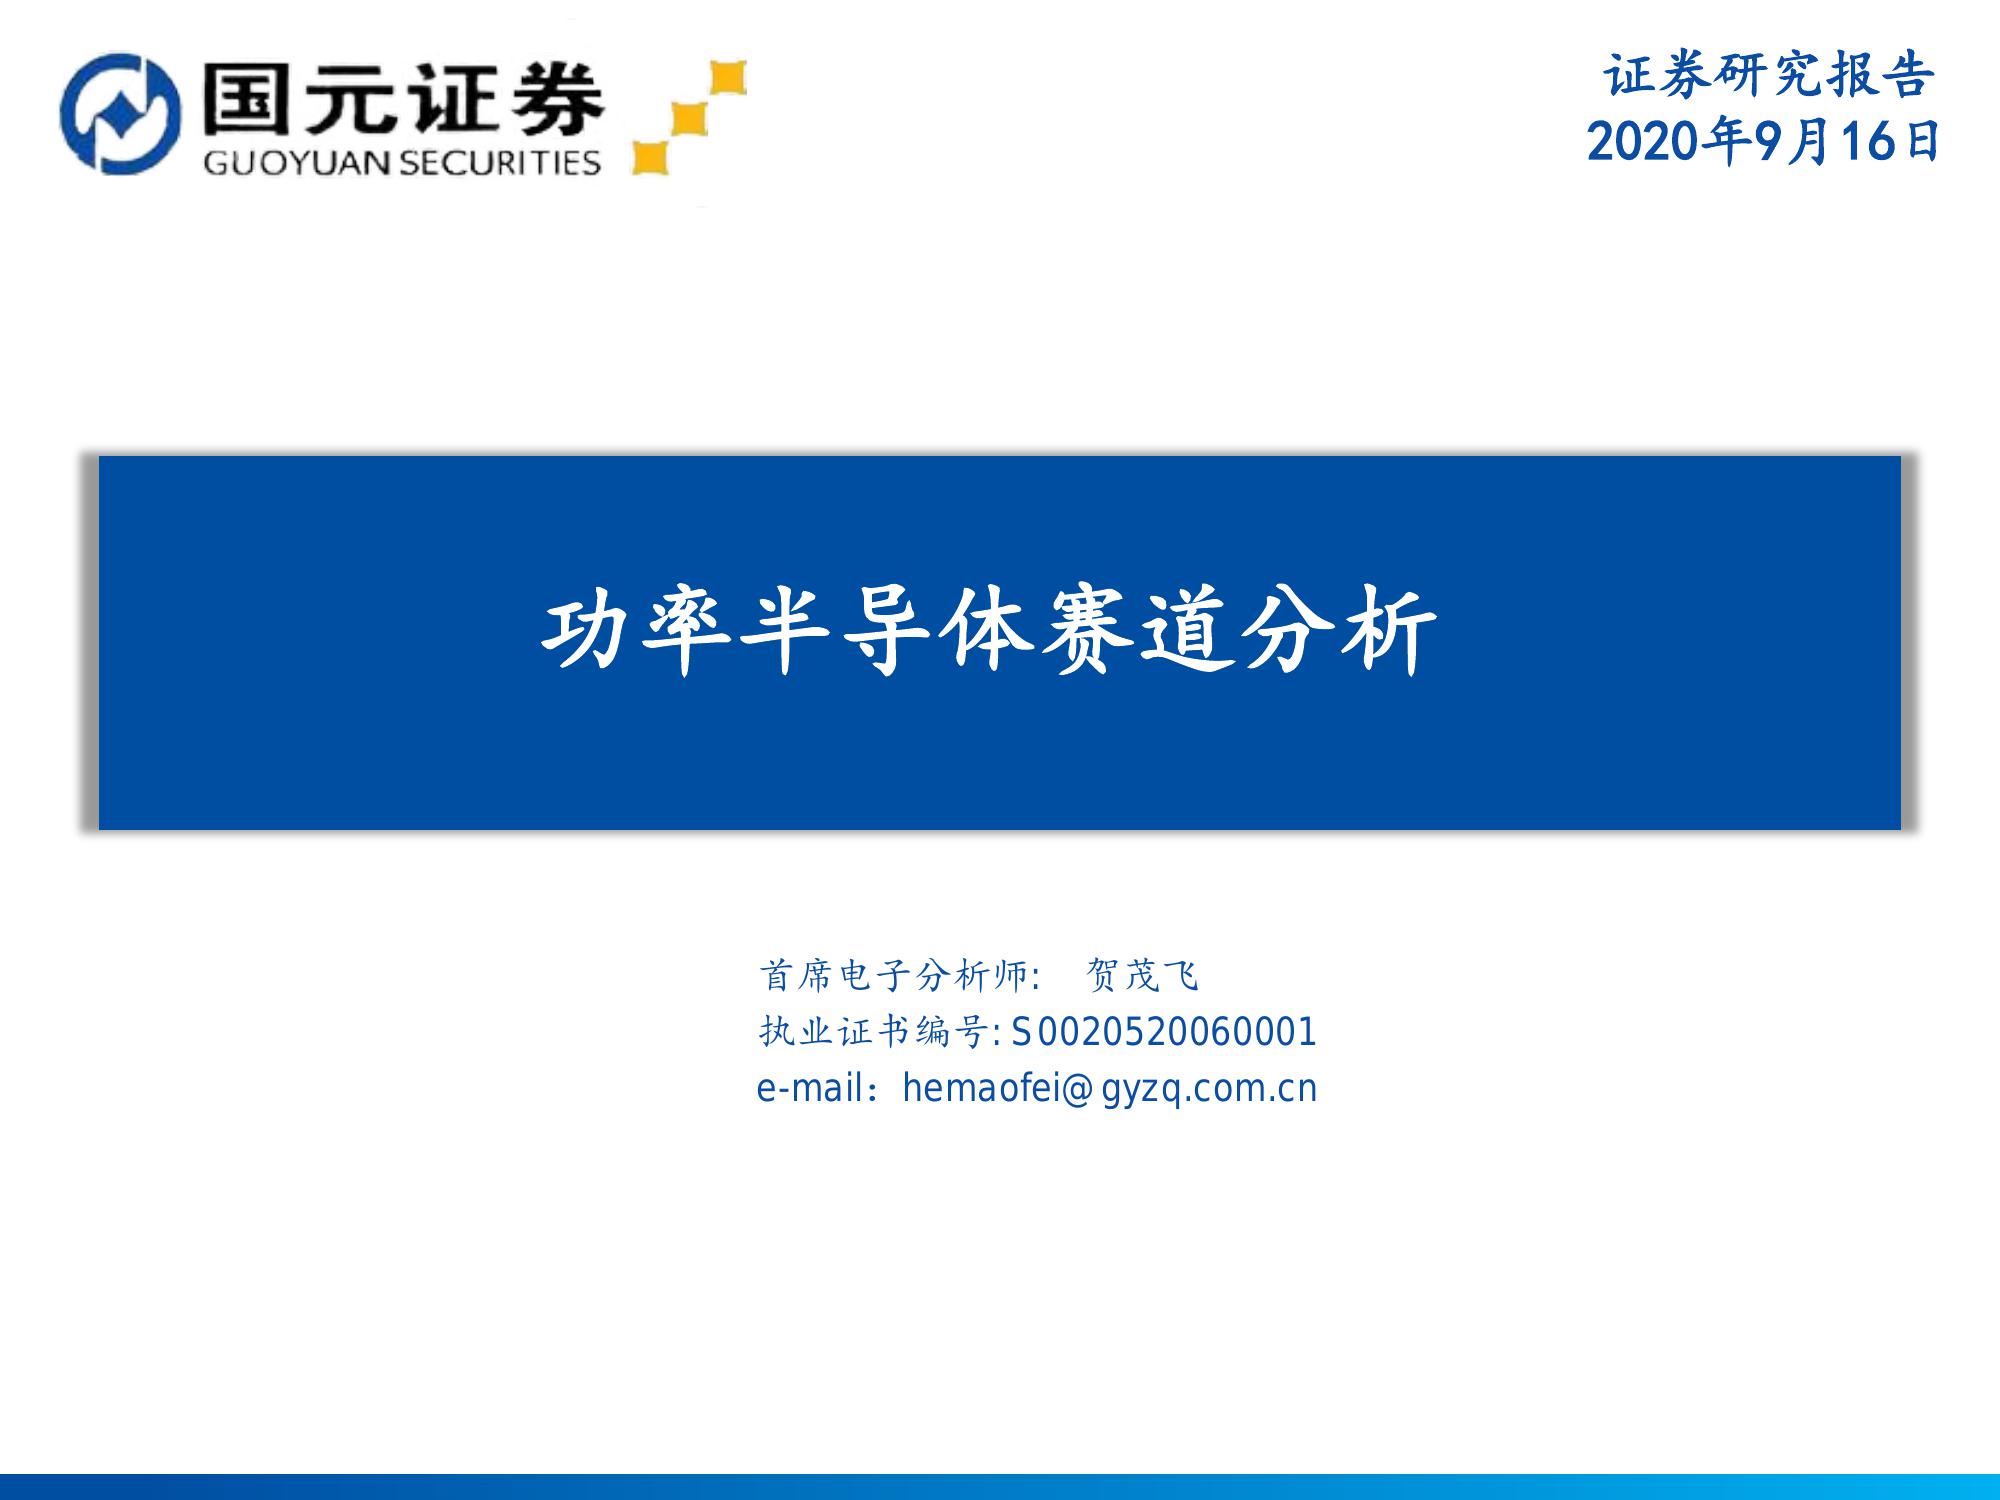 国元证券
GUOYUAN SECURITIES
证券研究报告
2020年9月16日
功率半导体赛道分析
首席电子分析师： 贺茂飞
执业证书编号：S0020520060001
e-mail：hemaofei@gyzq.com.cn